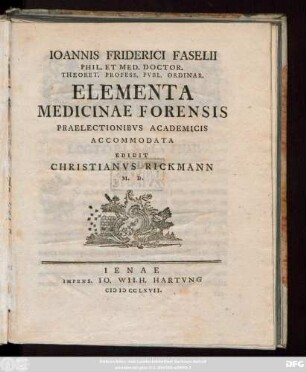 IOANNIS FRIDERICI FASELII
PHIL. ET MED. DOCTOR.
THEORET. PROFESS. PVBL. ORDINAR.
ELEMENTA
MEDICINAE FORENSIS
PRAELECTIONIBVS ACADEMICIS
ACCOMMODATA
EDIDIT
CHRISTIANVS RICKMANN
M. D.
IENAE
IMPENS. IO. WILH. HARTVNG
CIƆ IƆ CC LXVII.
DFG